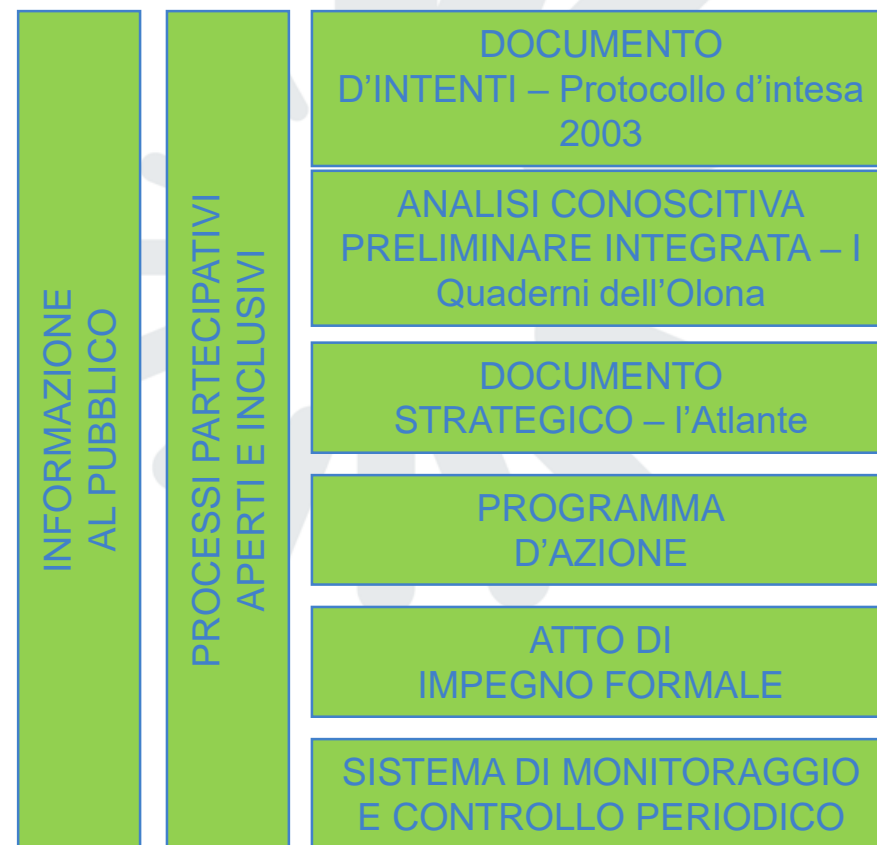 INFORMAZIONE
AL PUBBLICO
PROCESSI PARTECIPATIVI
APERTI E INCLUSIVI
DOCUMENTO
D’INTENTI – Protocollo d’intesa
2003
ANALISI CONOSCITIVA
PRELIMINARE INTEGRATA – I
Quaderni dell’Olona
DOCUMENTO
STRATEGICO – l’Atlante
PROGRAMMA
D’AZIONE
ATTO DI
IMPEGNO FORMALE
SISTEMA DI MONITORAGGIO
E CONTROLLO PERIODICO